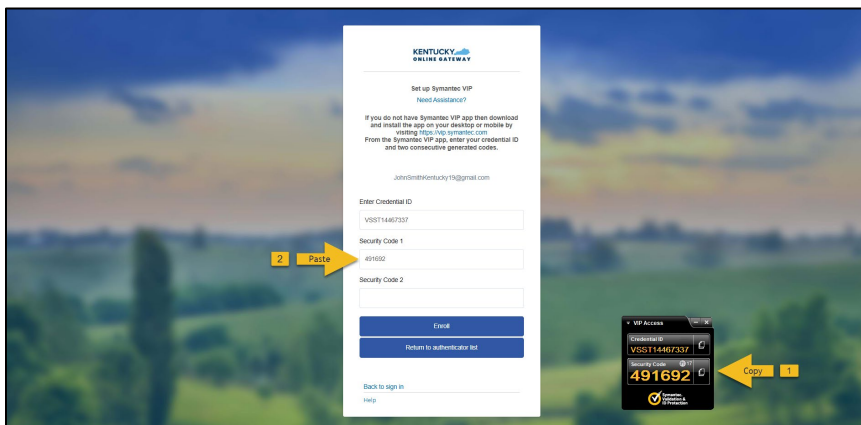 KENTUCKY
ONLINE GATEWAY
Set up Symantec VIP
Need Assistance?
If you do not have Symantec VIP app then download
and install the app on your desktop or mobile by
visiting https://vip.symantec.com
From the Symantec VIP app, enter your credential ID
and two consecutive generated codes.
JohnSmithKentucky19@gmail.com
Enter Credential ID
VSST14467337
Security Code 1
2 Paste
491692
Security Code 2
Enroll
Return to authenticator list
Back to sign in
Help
VIP Access
Credential ID
VSST14467337
Security Code 17
491692
Copy 1
Symantec
Validation &
ID Protection